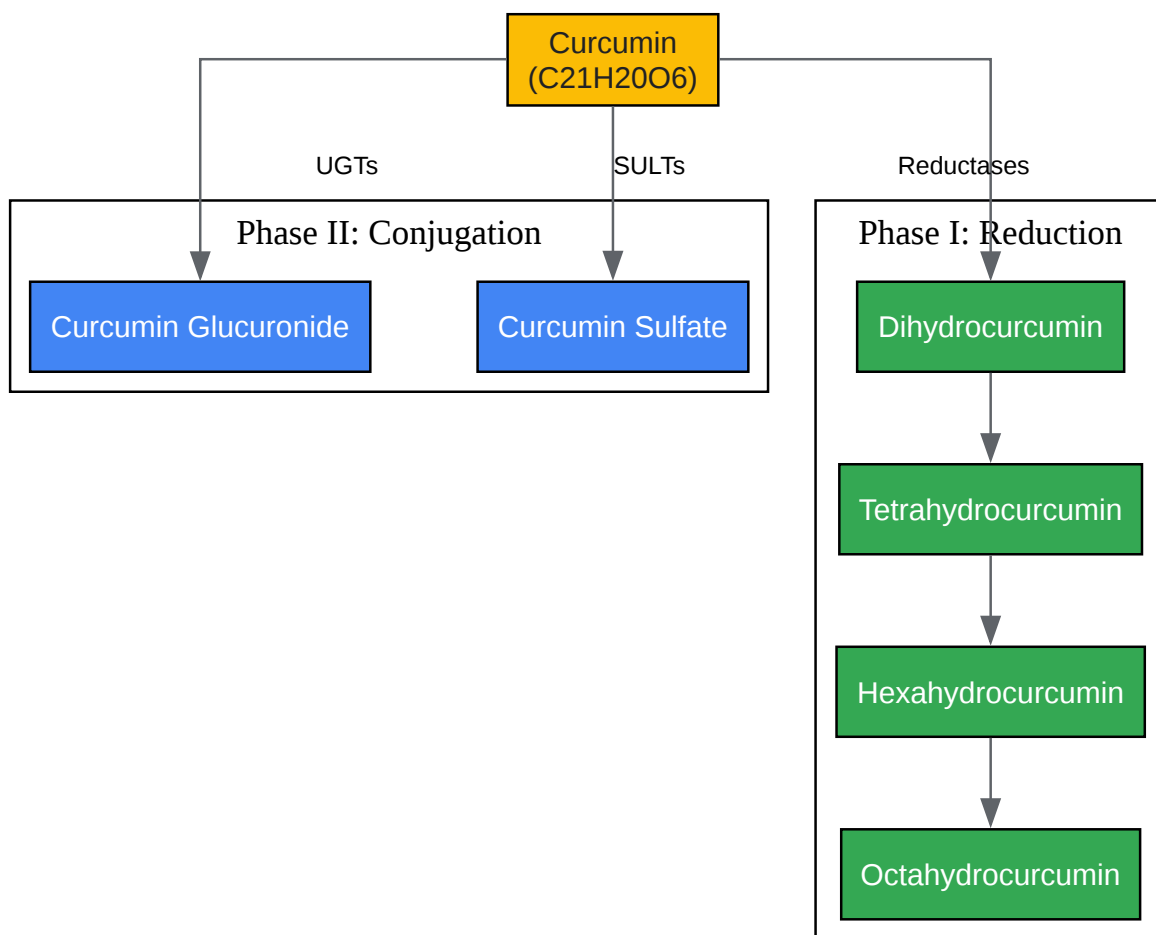 Curcumin
(C21H20O6)
UGTs
SULTs
Reductases
Phase II: Conjugation
Phase I: Reduction
Curcumin Glucuronide
Curcumin Sulfate
Dihydrocurcumin
Tetrahydrocurcumin
Hexahydrocurcumin
Octahydrocurcumin